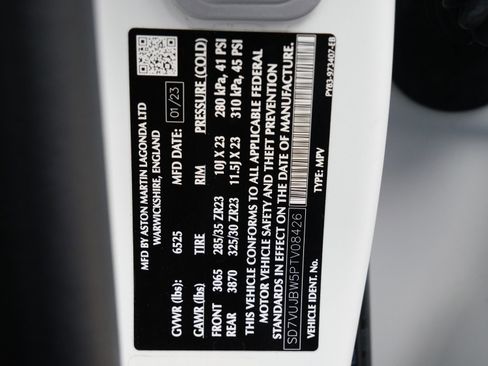 MFD BY ASTON MARTIN LAGONDA LTD
WARWICKSHIRE, ENGLAND
MFD DATE: 01/23
GVWR (lbs): 6525
GAWR (lbs): TIRE RIM PRESSURE (COLD)
FRONT 3065 285/35 ZR23 10J X 23 280 kPa, 41 PSI
REAR 3870 325/30 ZR23 11.5J X 23 310 kPa, 45 PSI
THIS VEHICLE CONFORMS TO ALL APPLICABLE FEDERAL
MOTOR VEHICLE SAFETY AND THEFT PREVENTION
STANDARDS IN EFFECT ON THE DATE OF MANUFACTURE.
SD7VUJBW5PTV08426
VEHICLE IDENT. No. TYPE: MPV
PY83-973407-EB